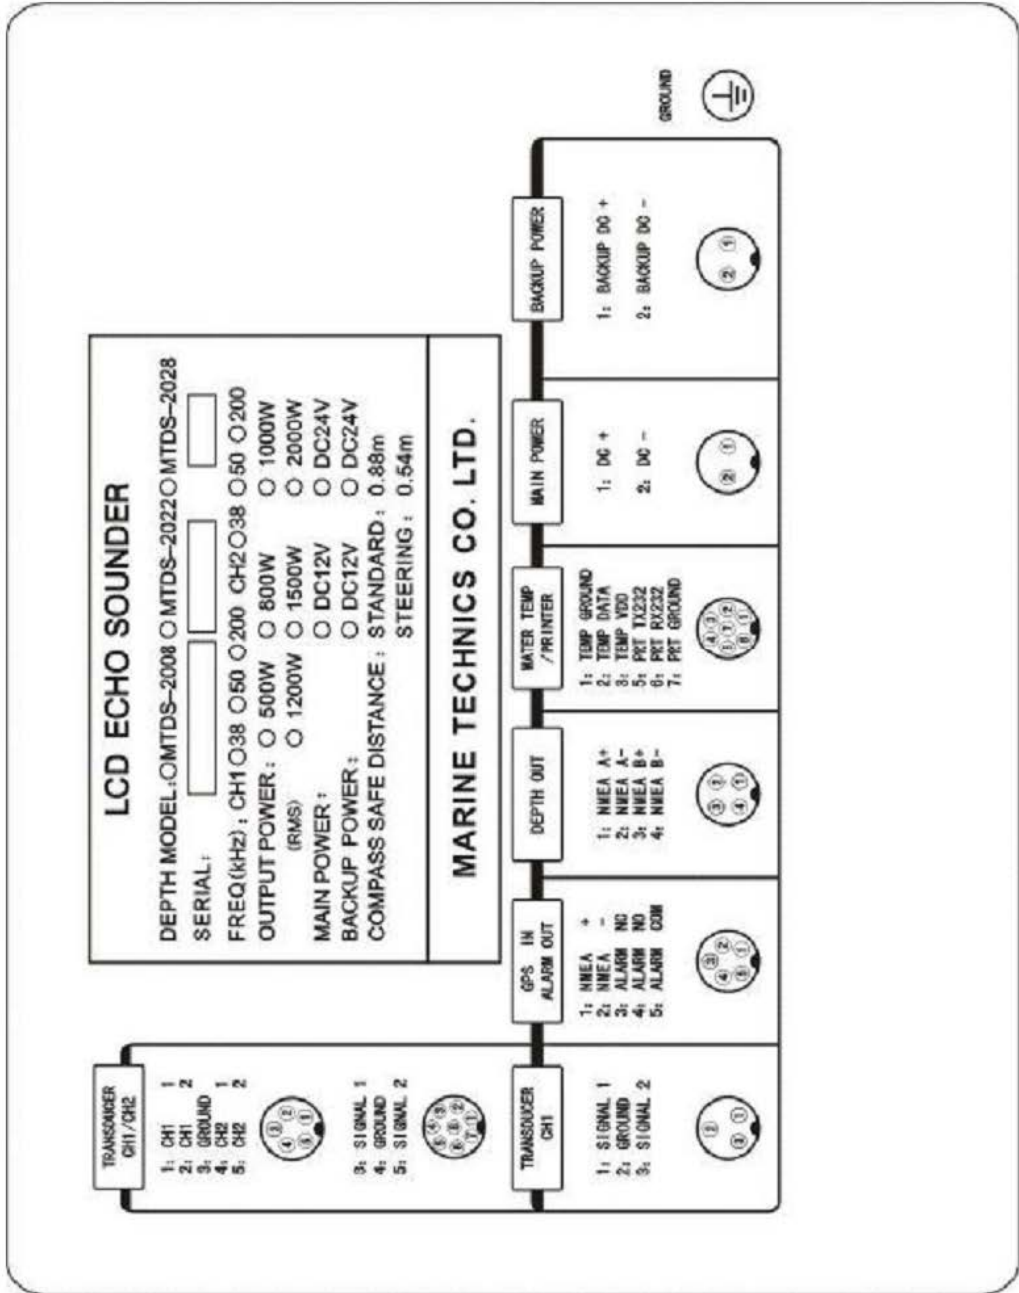 LCD ECHO SOUNDER
DEPTH MODEL:○MTDS-2008 ○MTDS-2022○MTDS-2028
SERIAL:
FREQ(kHz) : CH1○38 ○50 ○200 CH2○38 ○50 ○200
OUTPUT POWER : ○ 500W ○ 800W ○ 1000W
(RMS) ○ 1200W ○ 1500W ○ 2000W
MAIN POWER : ○ DC12V ○ DC24V
BACKUP POWER : ○ DC12V ○ DC24V
COMPASS SAFE DISTANCE : STANDARD : 0.88m
STEERING : 0.54m
MARINE TECHNICS CO. LTD.
TRANSDUCER
CH1/CH2
1: CH1 1
2: CH1 2
3: GROUND
4: CH2 1
5: CH2 2
3: SIGNAL 1
4: GROUND
5: SIGNAL 2
TRANSDUCER
CH1
1: SIGNAL 1
2: GROUND
3: SIGNAL 2
GPS IN
ALARM OUT
1: NMEA +
2: NMEA -
3: ALARM NC
4: ALARM NO
5: ALARM COM
DEPTH OUT
1: NMEA A+
2: NMEA A-
3: NMEA B+
4: NMEA B-
WATER TEMP
/PRINTER
1: TEMP GROUND
2: TEMP DATA
3: TEMP VDD
5: PRT TX232
6: PRT RX232
7: PRT GROUND
MAIN POWER
1: DC +
2: DC -
BACKUP POWER
1: BACKUP DC +
2: BACKUP DC -
GROUND